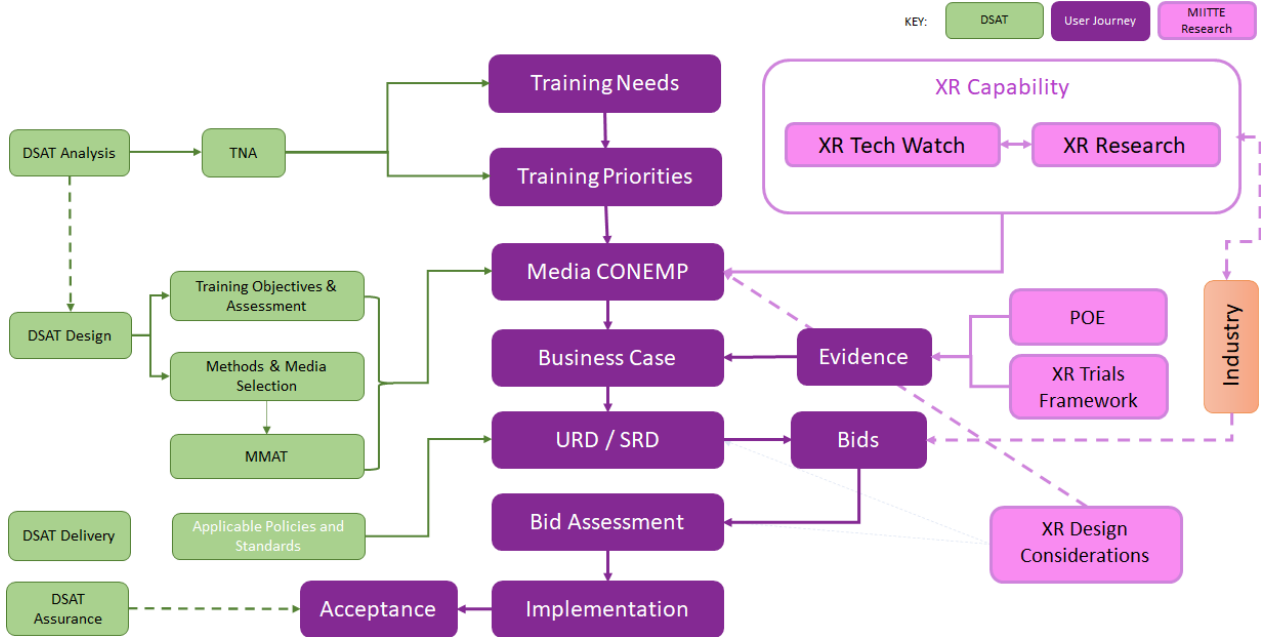 KEY:
DSAT
User Journey
MIITTE
Research
Training Needs
XR Capability
DSAT Analysis
TNA
XR Tech Watch
XR Research
Training Priorities
Media CONEMP
Training Objectives &
Assessment
DSAT Design
POE
Industry
Methods & Media
Selection
Business Case
Evidence
XR Trials
Framework
MMAT
URD / SRD
Bids
DSAT Delivery
Applicable Policies and
Standards
Bid Assessment
XR Design
Considerations
DSAT
Assurance
Acceptance
Implementation